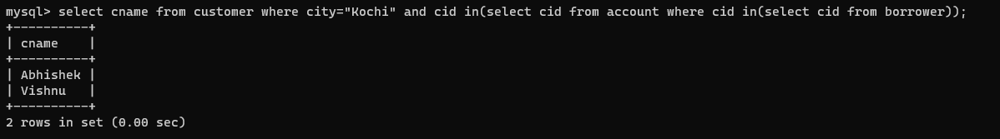 mysql> select cname from customer where city="Kochi" and cid in(select cid from account where cid in(select cid from borrower));
+----------+
| cname    |
+----------+
| Abhishek |
| Vishnu   |
+----------+
2 rows in set (0.00 sec)